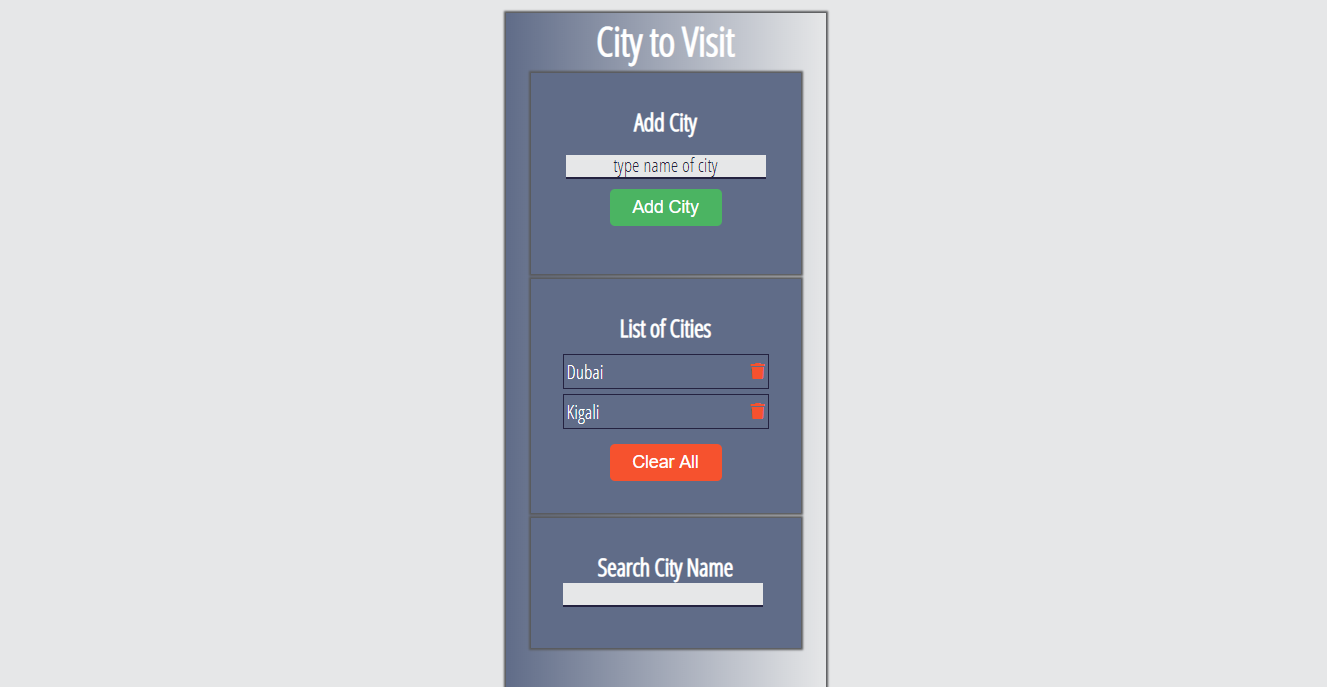 City to Visit
Add City
type name of city
Add City
List of Cities
Dubai
Kigali
Clear All
Search City Name